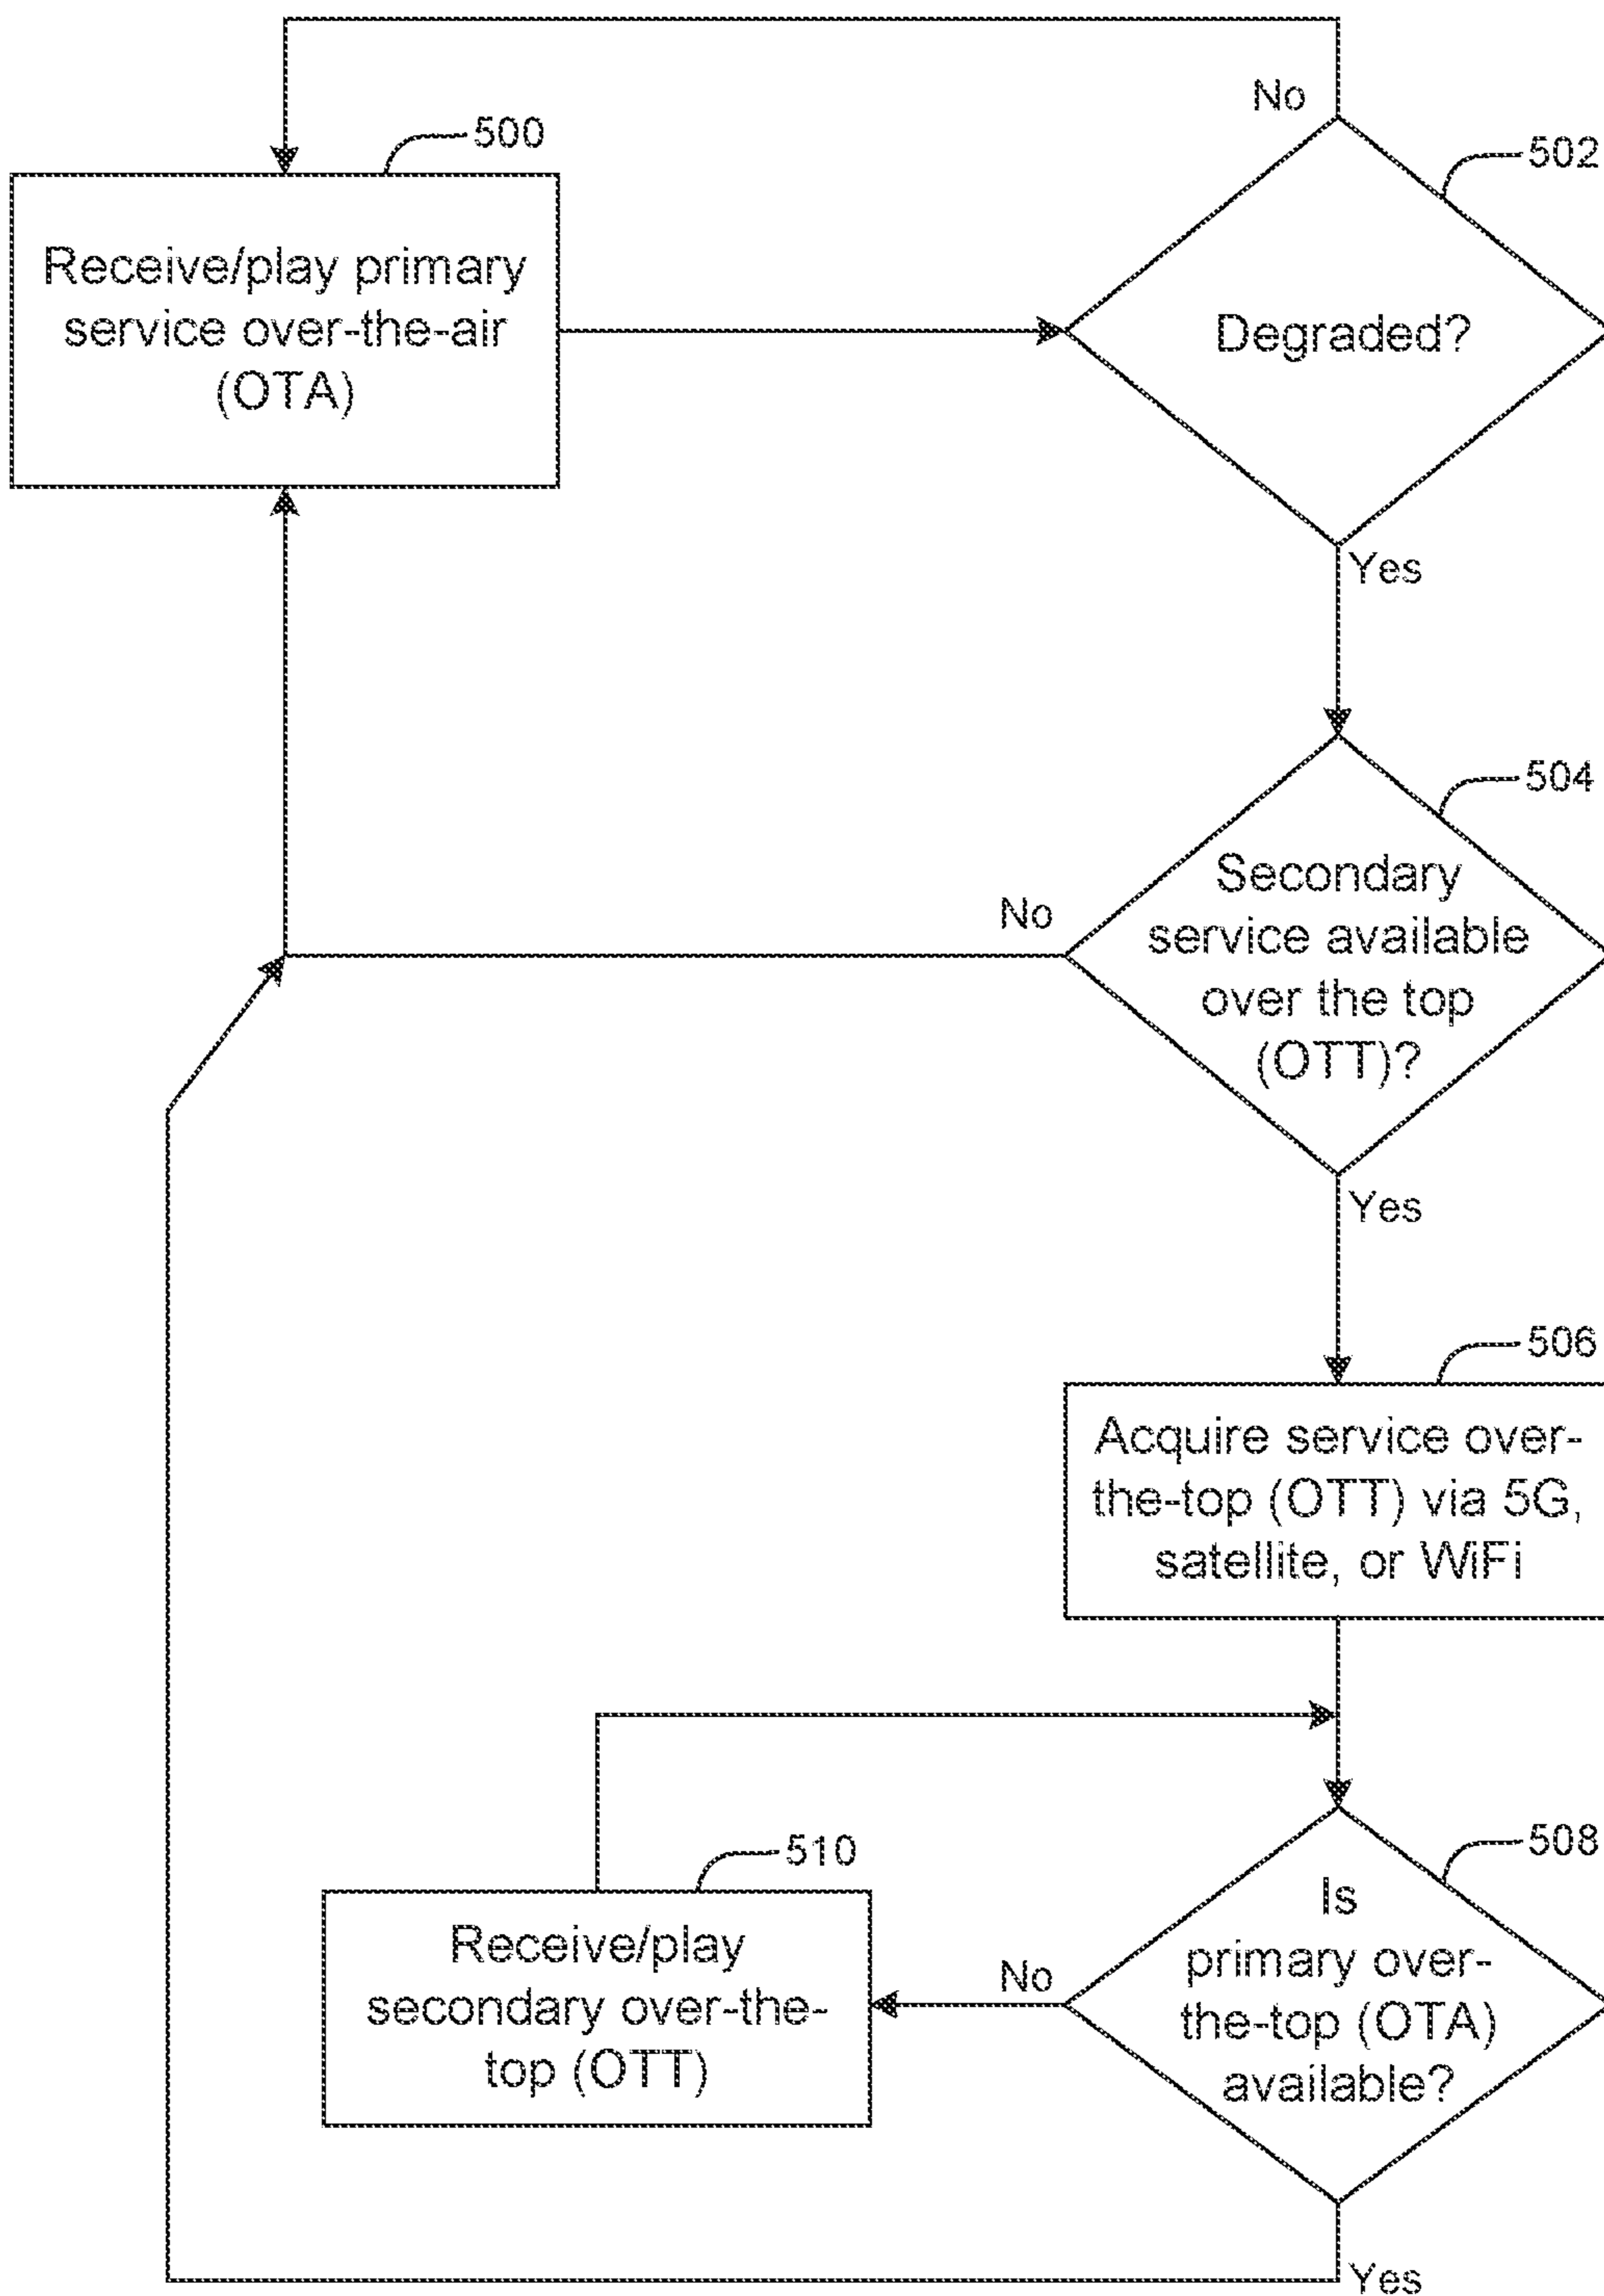 No
500
502
Receive/play primary
service over-the-air
(OTA)
Degraded?
Yes
504
Secondary
service available
over the top
(OTT)?
No
Yes
506
Acquire service over-
the-top (OTT) via 5G,
satellite, or WiFi
510
508
Receive/play
secondary over-the-
top (OTT)
No
Is
primary over-
the-top (OTA)
available?
Yes